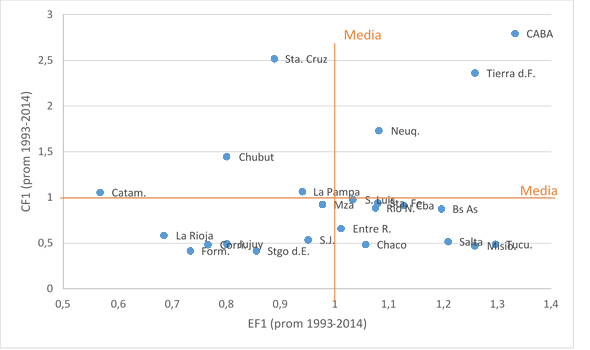 3
2,5
2
1,5
1
0,5
0
CF1 (prom 1993-2014)
Media
CABA
Sta. Cruz
Tierra d.F.
Neuq.
Chubut
Media
Catam.
La Pampa
S. Luis
Sta. Fe.
Mza
Rio N.
Cba
Bs As
La Rioja
Entre R.
S.J.
Corr.
Jujuy
Chaco
Salta
Misio.
Tucu.
Form.
Stgo d.E.
0,5 0,6 0,7 0,8 0,9 1 1,1 1,2 1,3 1,4
EF1 (prom 1993-2014)